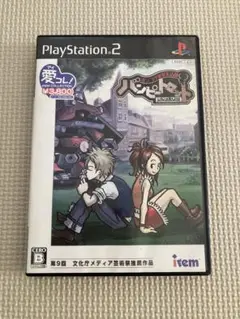 PlayStation 2
愛コレ!
¥3,800
バンピートロット
CERO
B
第9回 文化庁メディア芸術祭推薦作品
irem